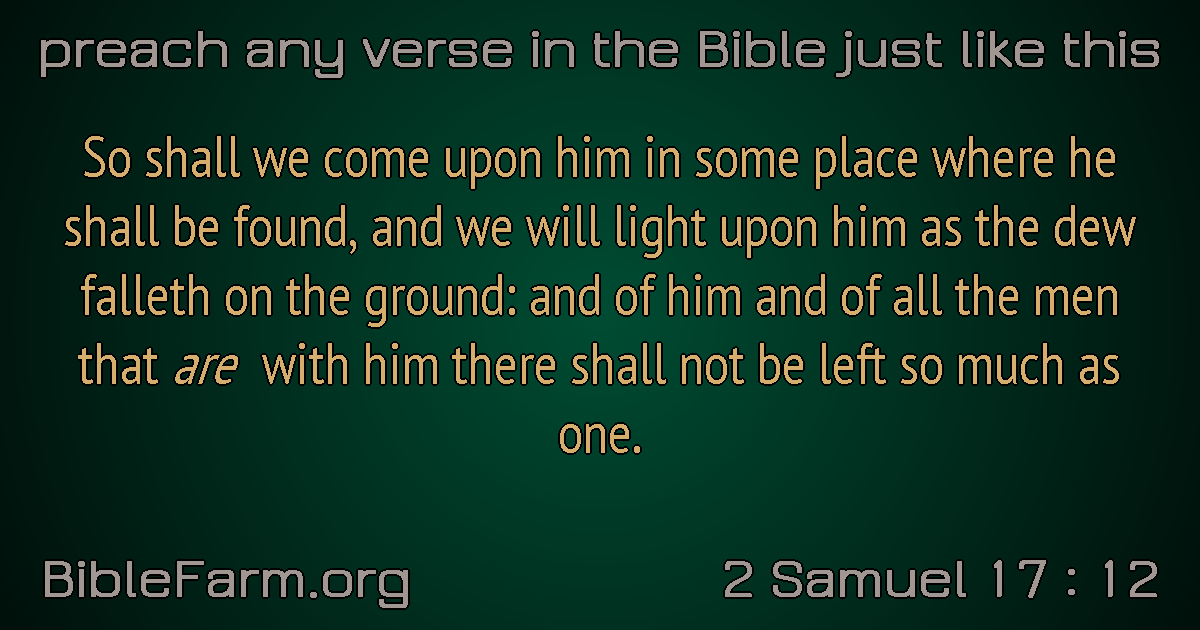 preach any verse in the Bible just like this
So shall we come upon him in some place where he
shall be found, and we will light upon him as the dew
falleth on the ground: and of him and of all the men
that are with him there shall not be left so much as
one.
BibleFarm.org
2 Samuel 17 : 12